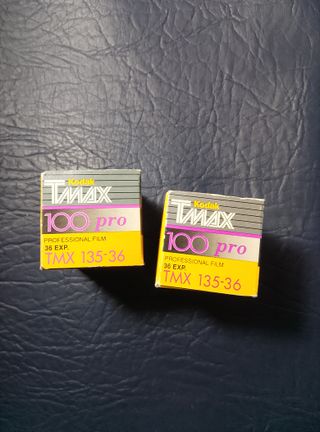 Kodak
TMAX
100 pro
PROFESSIONAL FILM
36 EXP.
TMX 135-36
Kodak
TMAX
100 pro
PROFESSIONAL FILM
36 EXP.
TMX 135-36